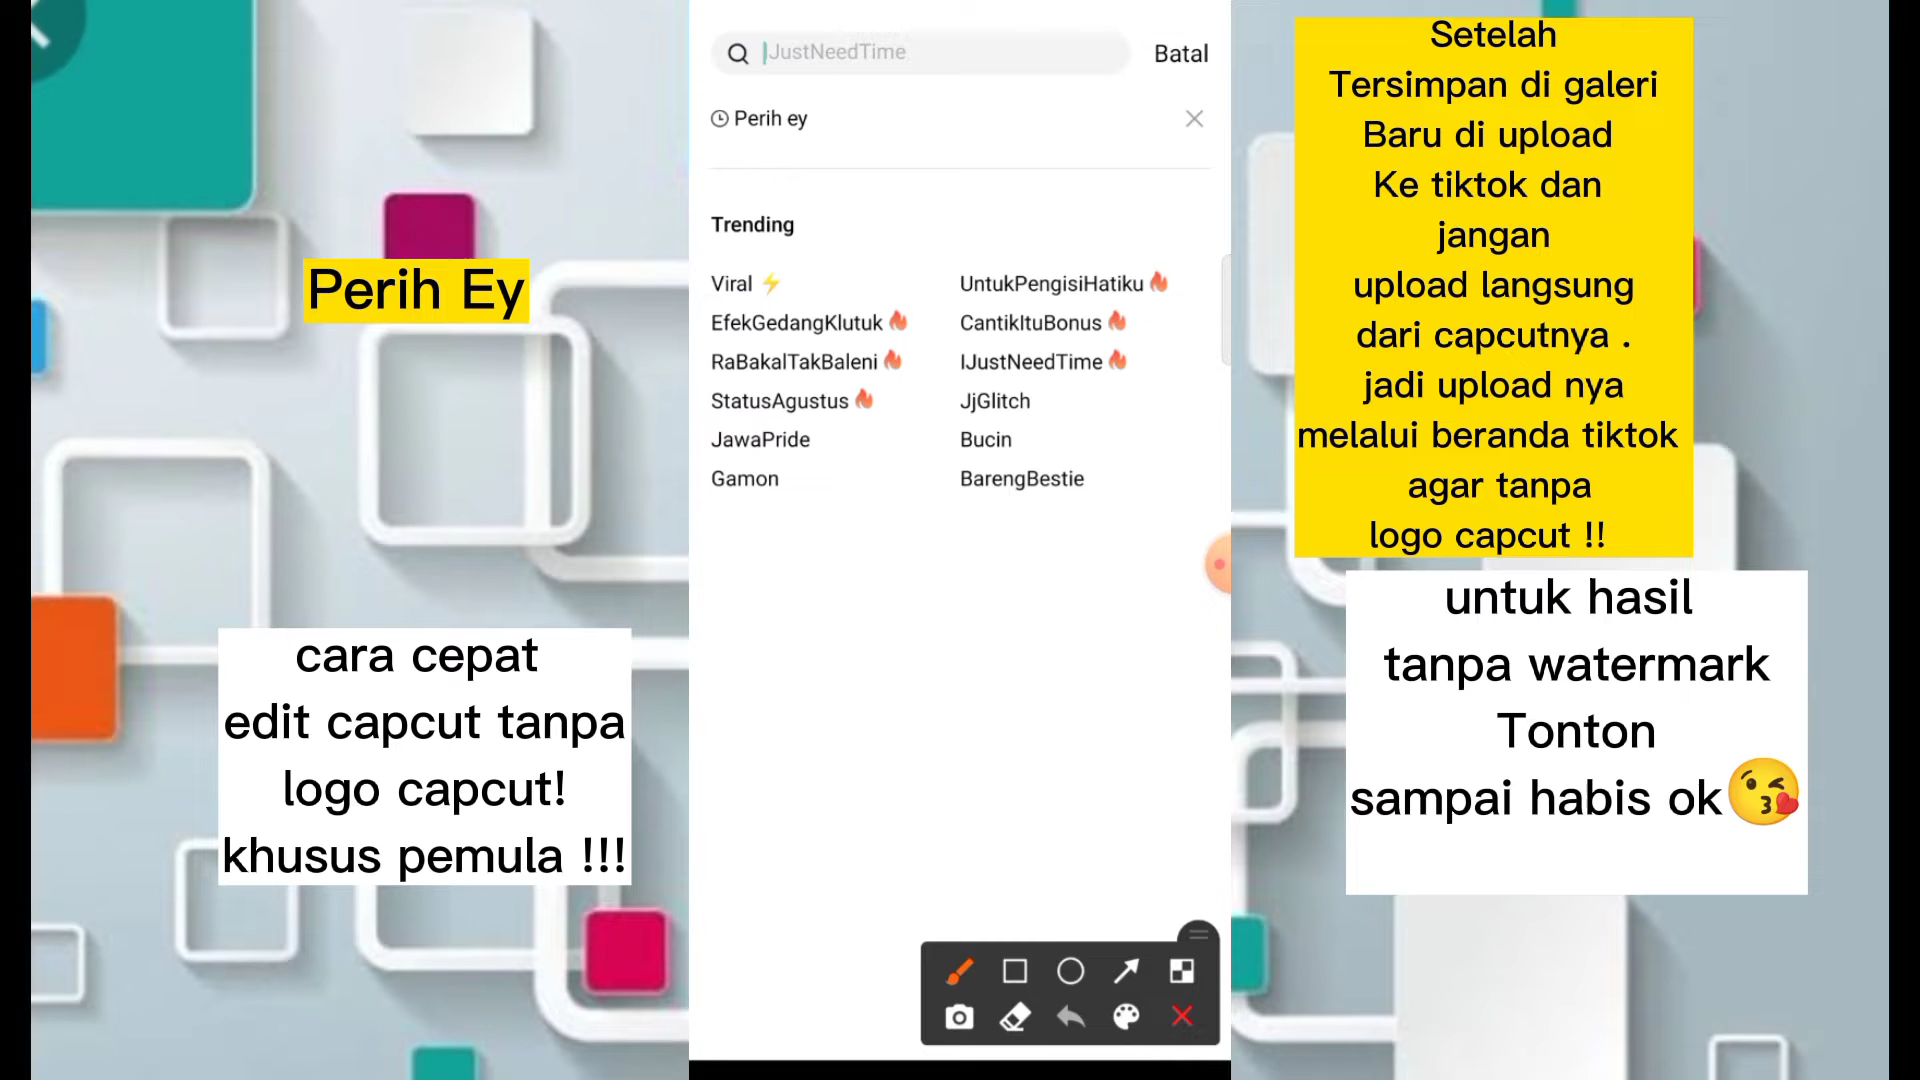 Perih Ey
cara cepat
edit capcut tanpa
logo capcut!
khusus pemula !!!
JustNeedTime
Batal
Perih ey
Trending
Viral ⚡
UntukPengisiHatiku 🔥
EfekGedangKlutuk 🔥
CantikItuBonus 🔥
RaBakalTakBaleni 🔥
IJustNeedTime 🔥
StatusAgustus 🔥
JjGlitch
JawaPride
Bucin
Gamon
BarengBestie
Setelah
Tersimpan di galeri
Baru di upload
Ke tiktok dan
jangan
upload langsung
dari capcutnya .
jadi upload nya
melalui beranda tiktok
agar tanpa
logo capcut !!
untuk hasil
tanpa watermark
Tonton
sampai habis ok😘